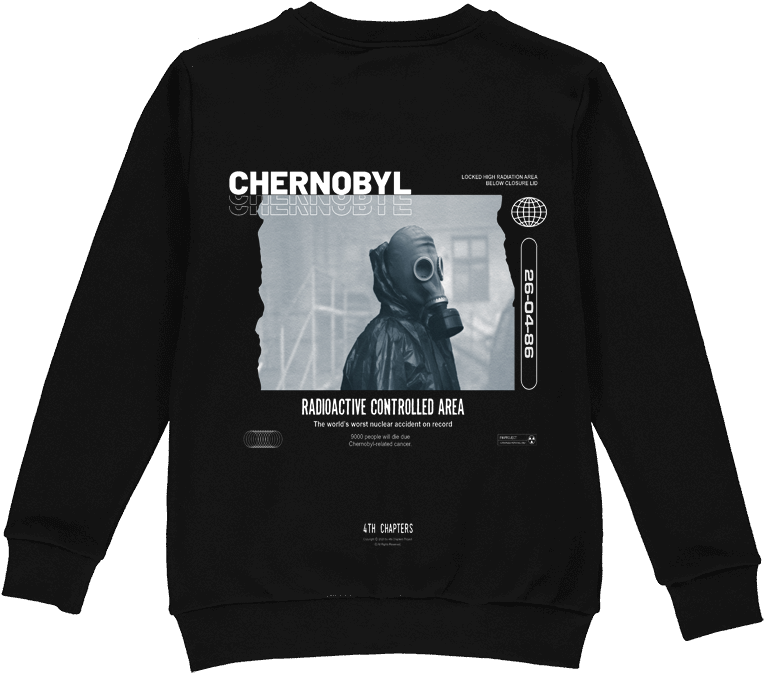 CHERNOBYL
CHERNOBYL
LOCKED HIGH RADIATION AREA
BELOW CLOSURE LID
26-04-86
RADIOACTIVE CONTROLLED AREA
The world's worst nuclear accident on record
9000 people will die due
Chernobyl-related cancer.
4TH CHAPTERS